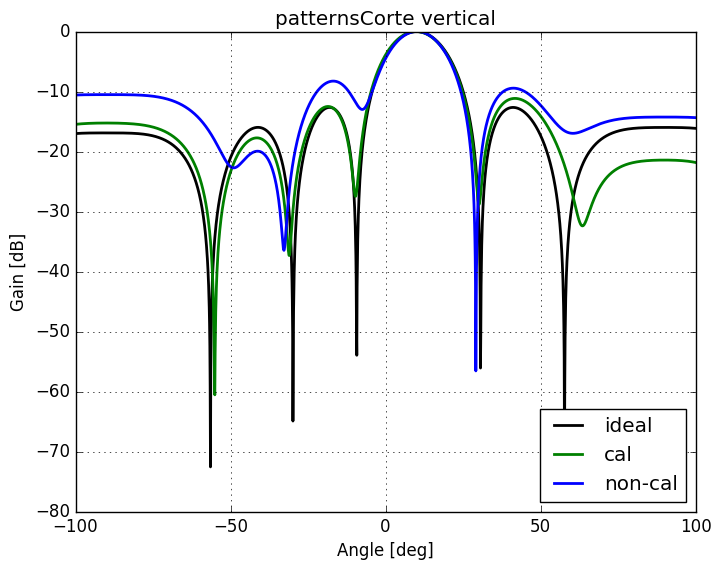 patternsCorte vertical
0
−10
−20
−30
−40
−50
−60
−70
−80
Gain [dB]
−100
−50
0
50
100
Angle [deg]
ideal
cal
non-cal